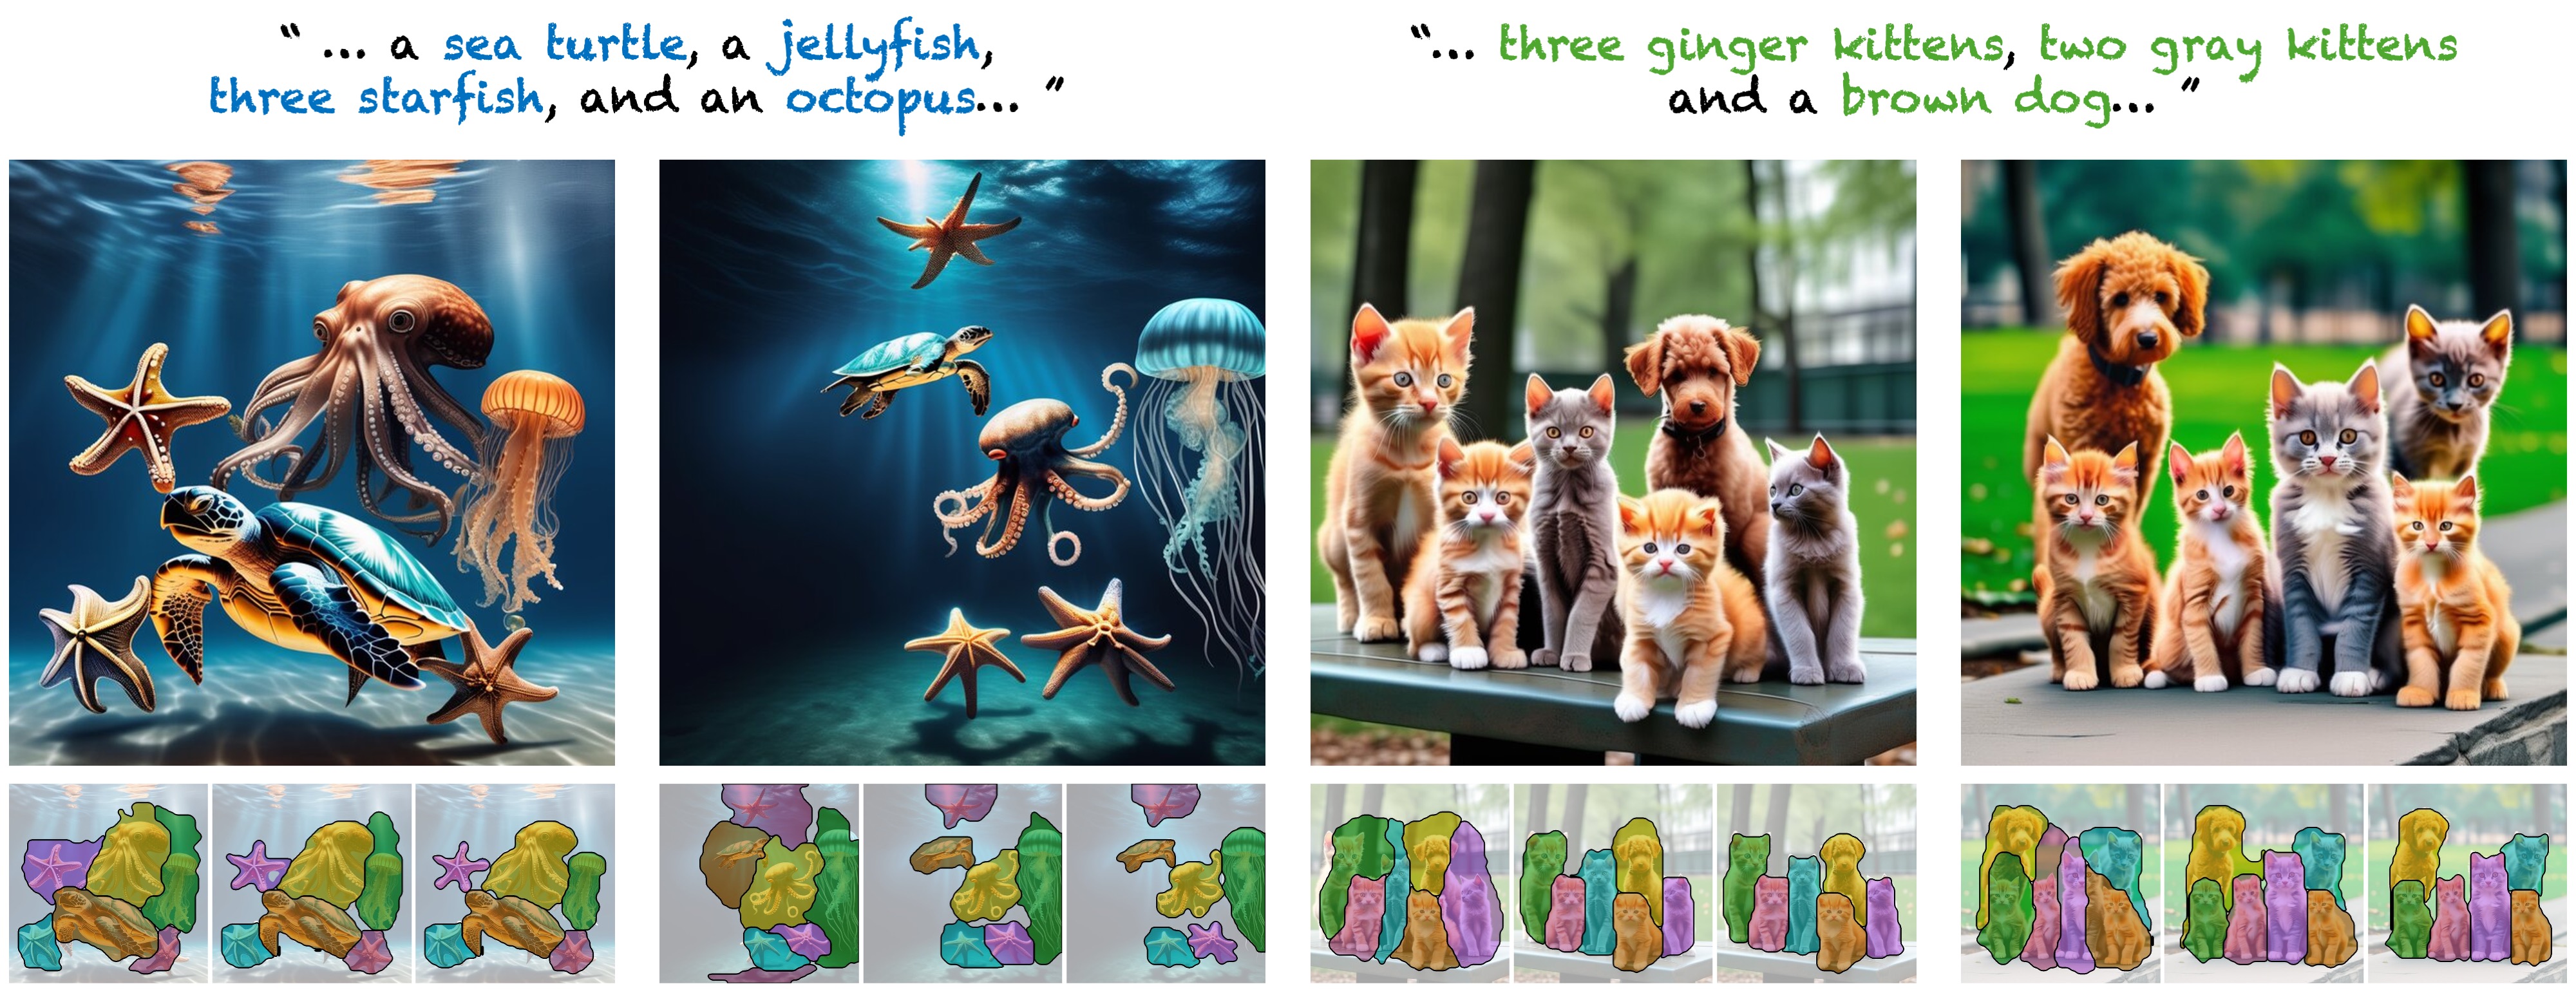 “ ... a sea turtle, a jellyfish,
three starfish, and an octopus... ”
“... three ginger kittens, two gray kittens
and a brown dog... ”